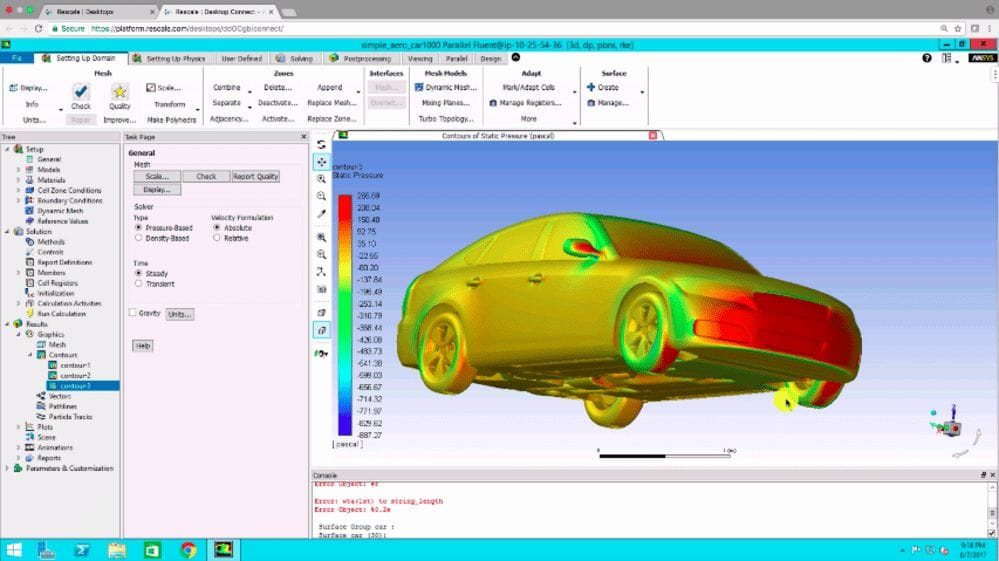 Rescale | Desktops
Rescale | Desktop Connect -
Secure
https://platform.rescale.com/desktops/ddOCgb/connect/
simple_aero_car1000 Parallel Fluent@ip-10-25-54-36 [3d, dp, pbns, rke]
File
Setting Up Domain
Setting Up Physics
User Defined
Solving
Postprocessing
Viewing
Parallel
Design
ANSYS
Mesh
Zones
Interfaces
Mesh Models
Adapt
Surface
Display...
Info
Units...
Check
Repair
Quality
Improve...
Scale...
Transform
Make Polyhedra
Combine
Separate
Adjacency...
Delete...
Deactivate...
Activate...
Append
Replace Mesh...
Replace Zone...
Mesh...
Overset...
Dynamic Mesh...
Mixing Planes...
Turbo Topology...
Mark/Adapt Cells
Manage Registers...
More
Create
Manage...
Tree
Setup
General
Models
Materials
Cell Zone Conditions
Boundary Conditions
Dynamic Mesh
Reference Values
Solution
Methods
Controls
Report Definitions
Monitors
Cell Registers
Initialization
Calculation Activities
Run Calculation
Results
Graphics
Mesh
Contours
contour-1
contour-2
contour-3
Vectors
Pathlines
Particle Tracks
Plots
Scene
Animations
Reports
Parameters & Customization
Task Page
General
Mesh
Scale...
Check
Report Quality
Display...
Solver
Type
Velocity Formulation
Pressure-Based
Absolute
Density-Based
Relative
Time
Steady
Transient
Gravity
Units...
Help
Contours of Static Pressure (pascal)
contour-3
Static Pressure
208.04
150.40
92.75
35.10
-22.55
-80.20
-137.84
-195.49
-253.14
-310.79
-368.44
-426.08
-483.73
-541.38
-599.03
-656.67
-714.32
-771.97
-829.62
-887.27
[ pascal ]
0
1 (m)
Console
Error Object: #f
Error: wta(1st) to string_length
Error Object: %0.2e
Surface Group car :
Surface car (30):
9:18 PM
8/7/2017